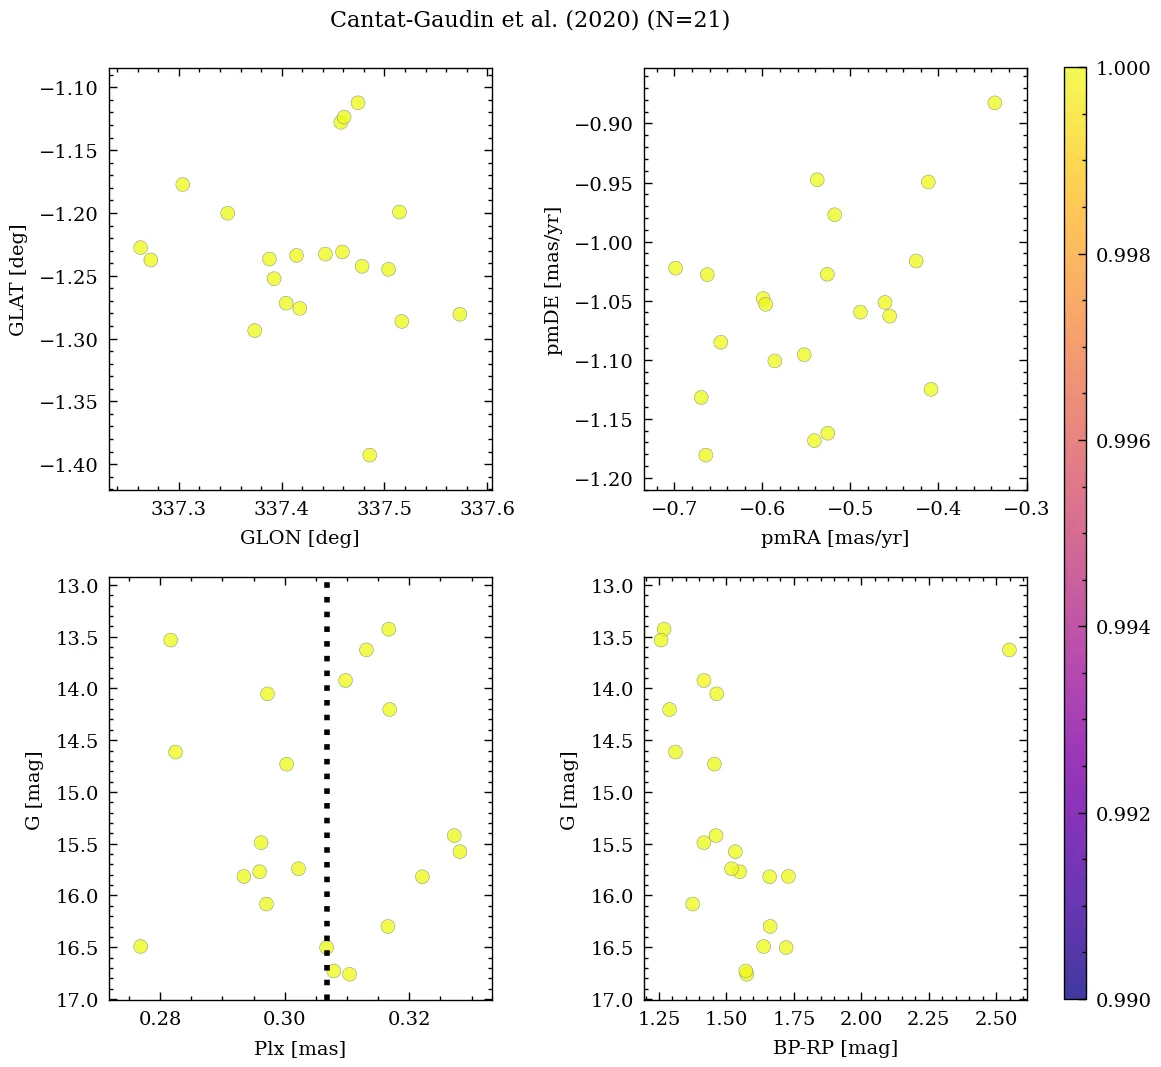 Cantat-Gaudin et al. (2020) (N=21)
−1.10
−1.15
−1.20
−1.25
−1.30
−1.35
−1.40
GLAT [deg]
337.3 337.4 337.5 337.6
GLON [deg]
−0.90
−0.95
−1.00
−1.05
−1.10
−1.15
−1.20
pmDE [mas/yr]
−0.7 −0.6 −0.5 −0.4 −0.3
pmRA [mas/yr]
13.0
13.5
14.0
14.5
15.0
15.5
16.0
16.5
17.0
G [mag]
0.28 0.30 0.32
Plx [mas]
13.0
13.5
14.0
14.5
15.0
15.5
16.0
16.5
17.0
G [mag]
1.25 1.50 1.75 2.00 2.25 2.50
BP-RP [mag]
1.000
0.998
0.996
0.994
0.992
0.990